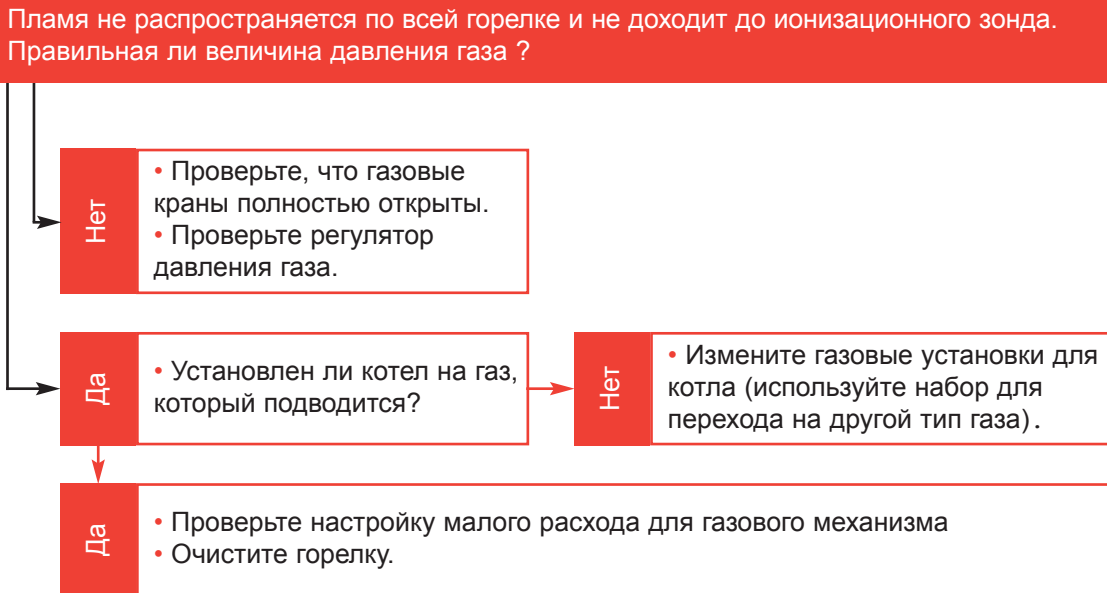 Пламя не распространяется по всей горелке и не доходит до ионизационного зонда.
Правильная ли величина давления газа ?
Нет
• Проверьте, что газовые
краны полностью открыты.
• Проверьте регулятор
давления газа.
Да
• Установлен ли котел на газ,
который подводится?
Нет
• Измените газовые установки для
котла (используйте набор для
перехода на другой тип газа).
Да
• Проверьте настройку малого расхода для газового механизма
• Очистите горелку.